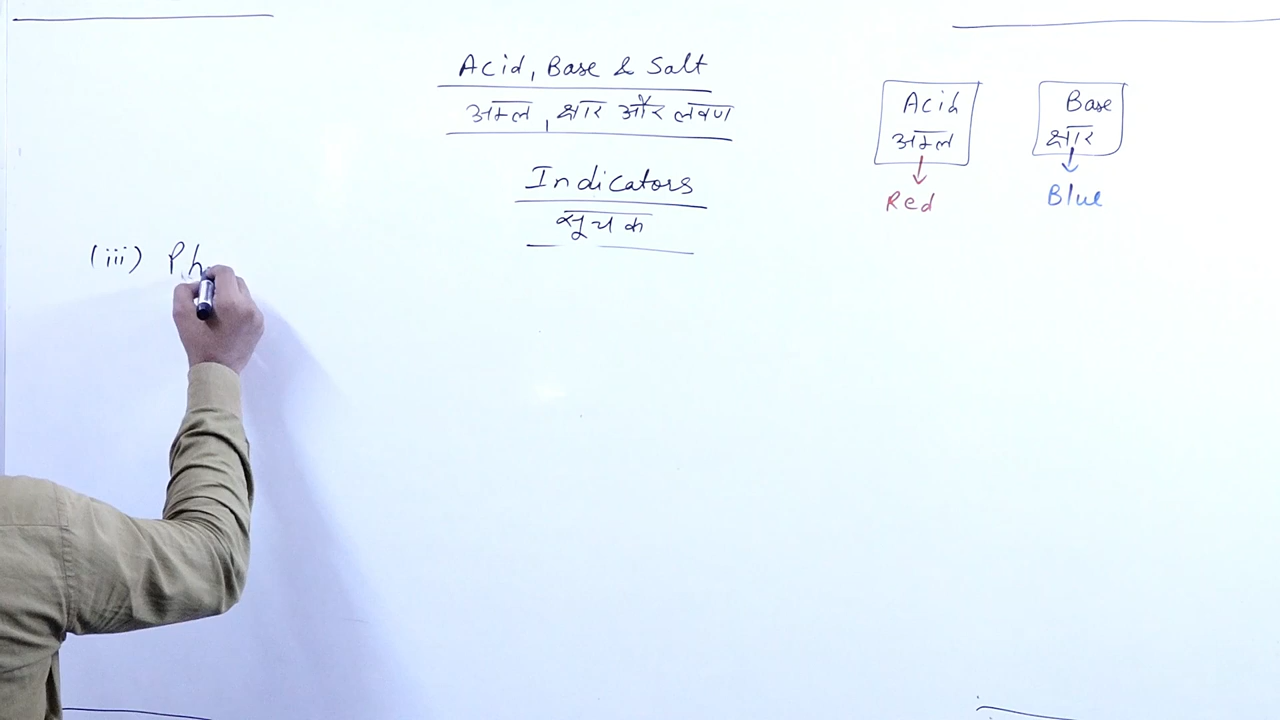 Acid, Base & Salt
अम्ल, क्षार और लवण
Indicators
सूचक
Acid
अम्ल
Red
Base
क्षार
Blue
(iii) Ph